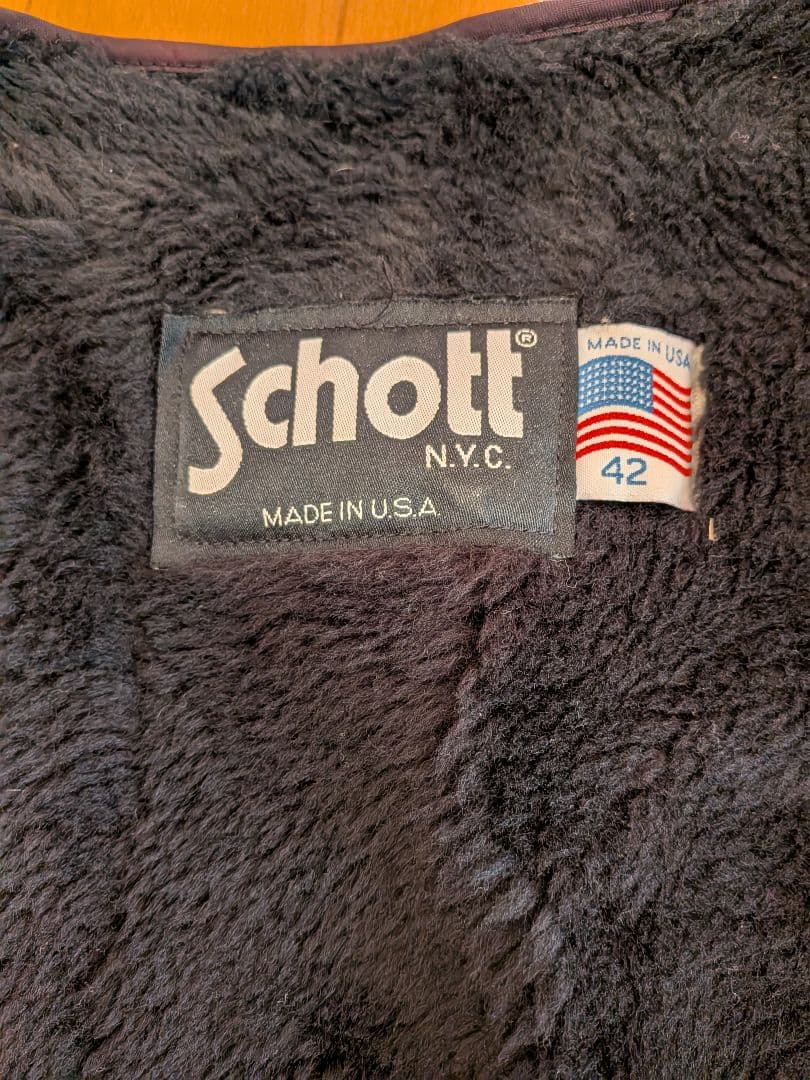 Schott®
N.Y.C.
MADE IN U.S.A.
MADE IN USA
42